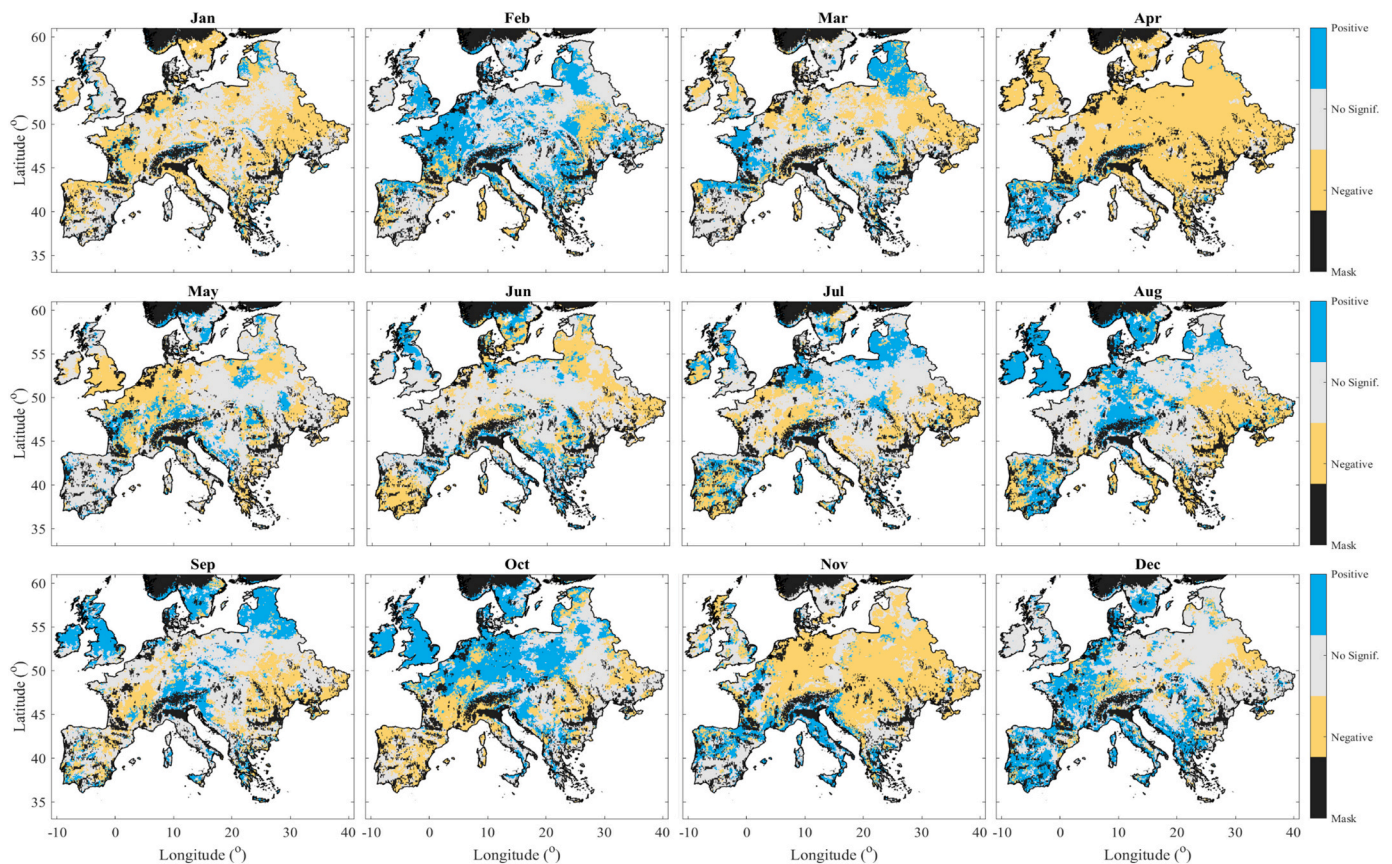 Jan Feb Mar Apr
60 55 50 45 40 35
Latitude (°)
Positive
No Signif.
Negative
Mask
May Jun Jul Aug
60 55 50 45 40 35
Latitude (°)
Positive
No Signif.
Negative
Mask
Sep Oct Nov Dec
60 55 50 45 40 35
Latitude (°)
Positive
No Signif.
Negative
Mask
-10 0 10 20 30 40 -10 0 10 20 30 40 -10 0 10 20 30 40 -10 0 10 20 30 40
Longitude (°) Longitude (°) Longitude (°) Longitude (°)